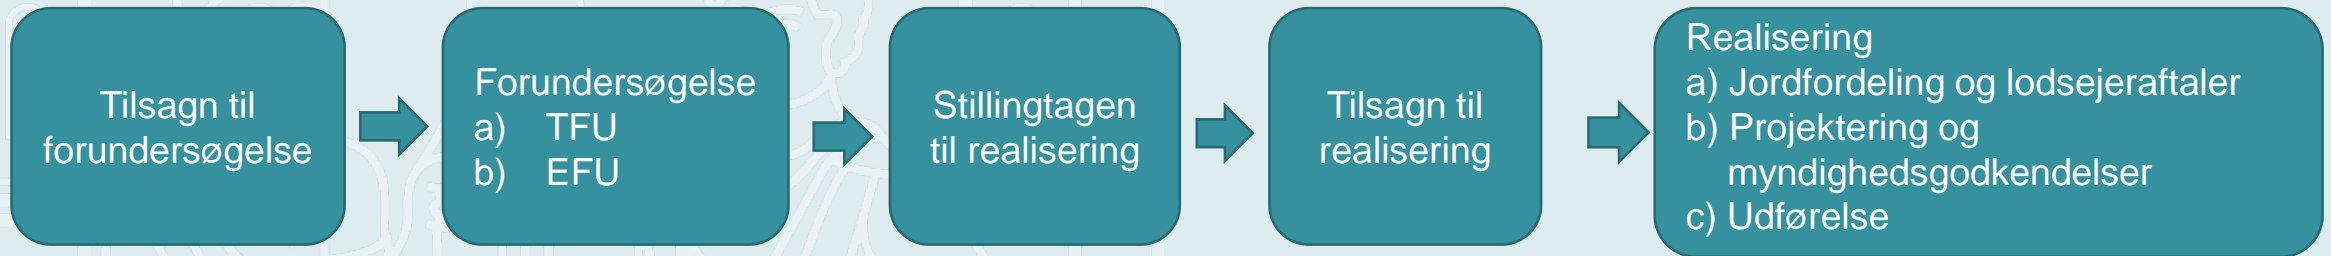 Tilsagn til
forundersøgelse
Forundersøgelse
a) TFU
b) EFU
Stillingtagen
til realisering
Tilsagn til
realisering
Realisering
a) Jordfordeling og lodsejeraftaler
b) Projektering og
myndighedsgodkendelser
c) Udførelse